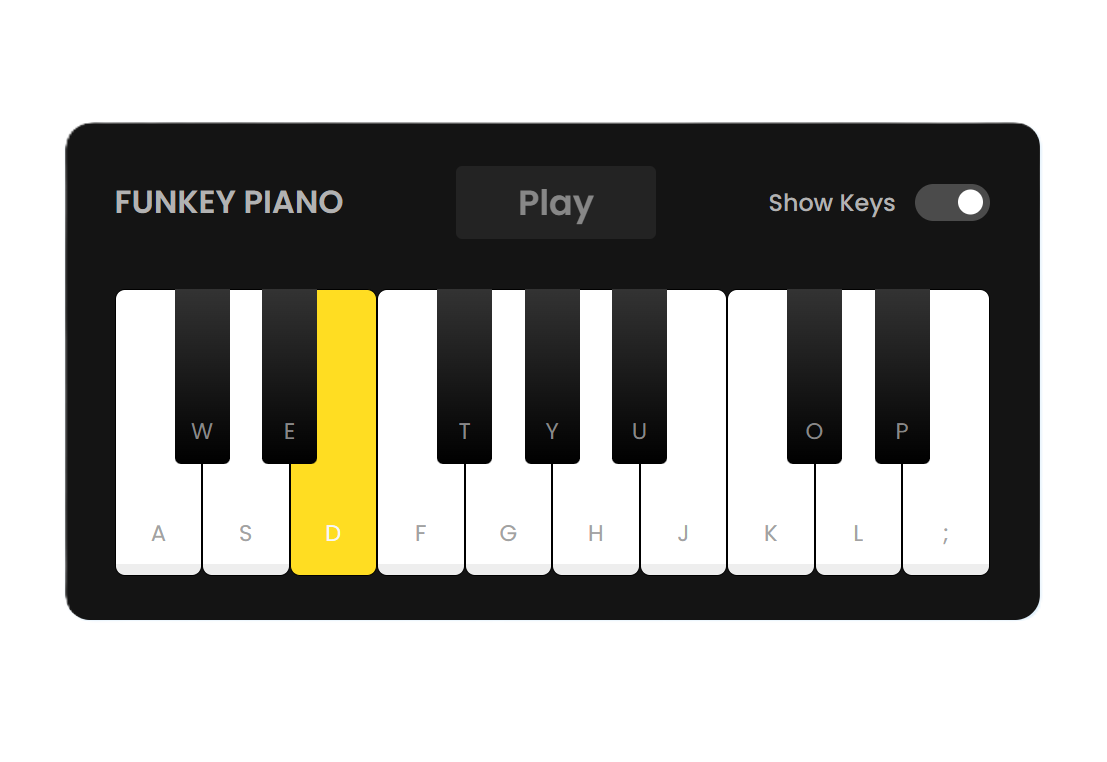 FUNKEY PIANO
Play
Show Keys
W E T Y U O P
A S D F G H J K L ;